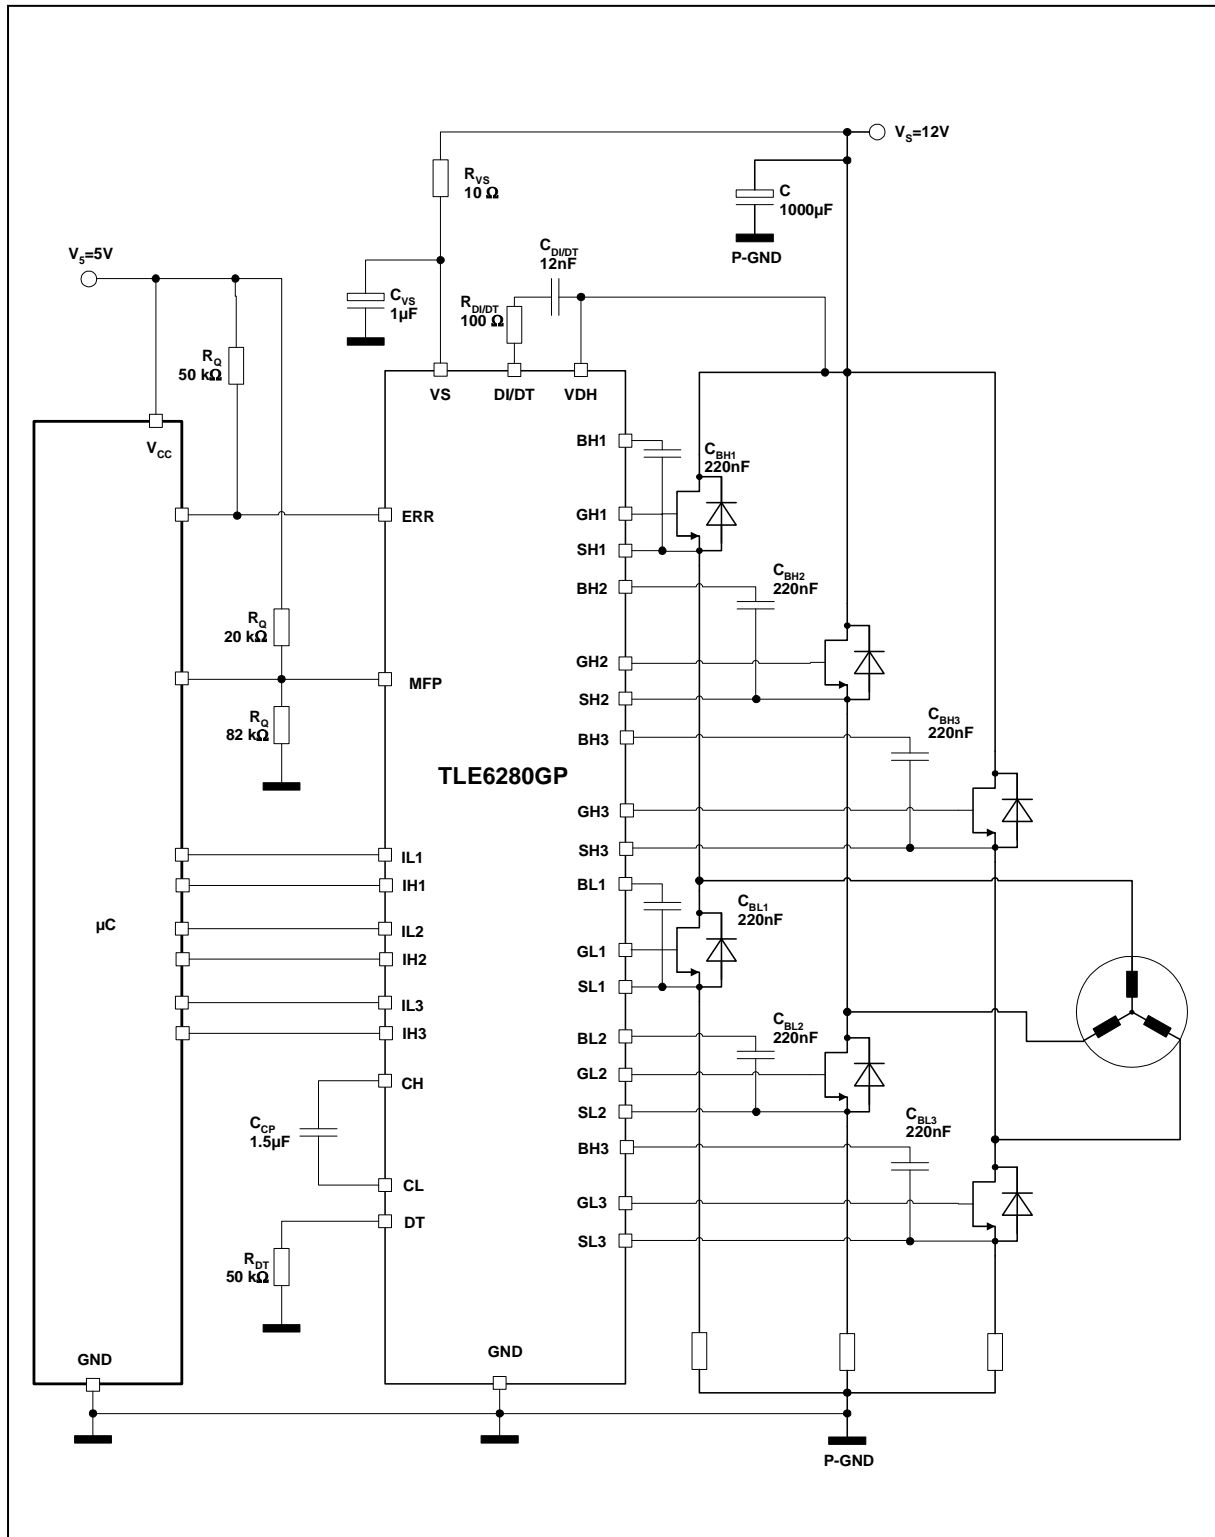 V_S=12V
R_VS
10 Ω
C
1000µF
P-GND
V_5=5V
C_DI/DT
12nF
R_DI/DT
100 Ω
C_VS
1µF
R_Q
50 kΩ
VS
DI/DT
VDH
V_CC
BH1
C_BH1
220nF
ERR
GH1
SH1
BH2
C_BH2
220nF
R_Q
20 kΩ
GH2
MFP
SH2
R_Q
82 kΩ
BH3
C_BH3
220nF
TLE6280GP
GH3
SH3
IL1
IH1
BL1
C_BL1
220nF
µC
IL2
IH2
GL1
SL1
IL3
IH3
BL2
C_BL2
220nF
GL2
CH
SL2
C_CP
1.5µF
BH3
C_BL3
220nF
CL
GL3
DT
SL3
R_DT
50 kΩ
GND
GND
P-GND